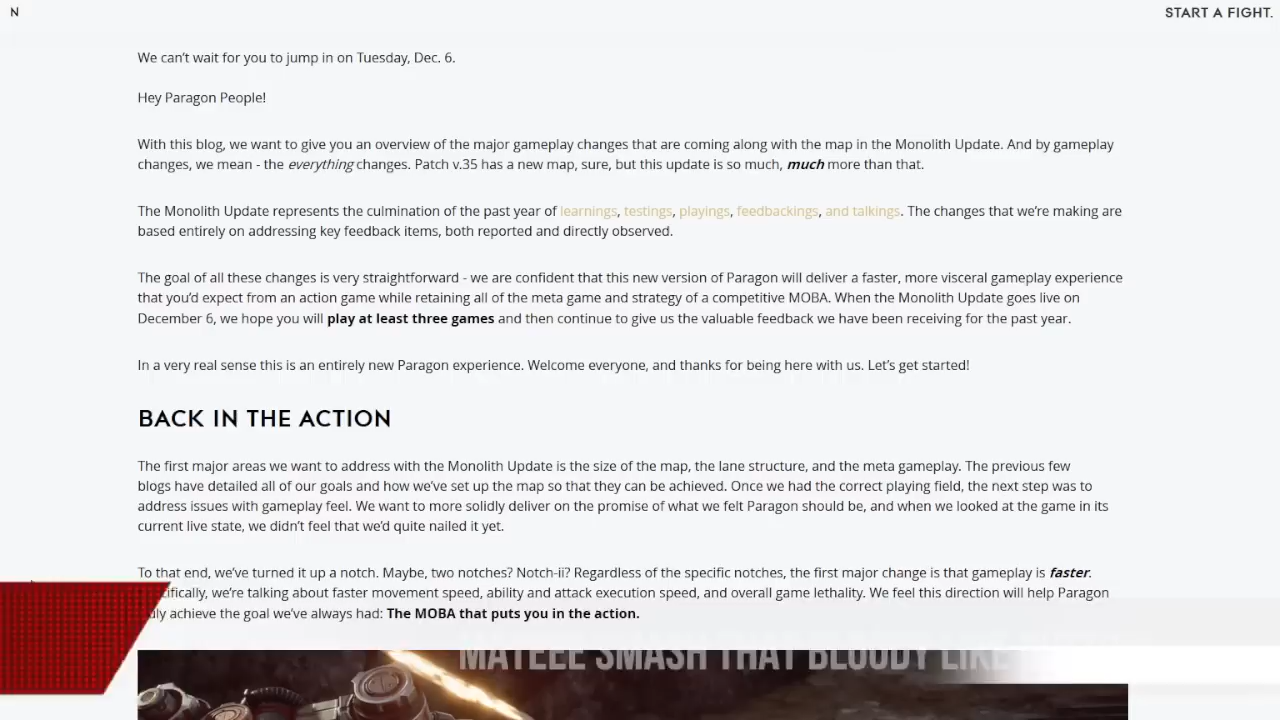 N
START A FIGHT.
We can't wait for you to jump in on Tuesday, Dec. 6.
Hey Paragon People!
With this blog, we want to give you an overview of the major gameplay changes that are coming along with the map in the Monolith Update. And by gameplay
changes, we mean - the everything changes. Patch v.35 has a new map, sure, but this update is so much, much more than that.
The Monolith Update represents the culmination of the past year of learnings, testings, playings, feedbackings, and talkings. The changes that we're making are
based entirely on addressing key feedback items, both reported and directly observed.
The goal of all these changes is very straightforward - we are confident that this new version of Paragon will deliver a faster, more visceral gameplay experience
that you'd expect from an action game while retaining all of the meta game and strategy of a competitive MOBA. When the Monolith Update goes live on
December 6, we hope you will play at least three games and then continue to give us the valuable feedback we have been receiving for the past year.
In a very real sense this is an entirely new Paragon experience. Welcome everyone, and thanks for being here with us. Let's get started!
BACK IN THE ACTION
The first major areas we want to address with the Monolith Update is the size of the map, the lane structure, and the meta gameplay. The previous few
blogs have detailed all of our goals and how we've set up the map so that they can be achieved. Once we had the correct playing field, the next step was to
address issues with gameplay feel. We want to more solidly deliver on the promise of what we felt Paragon should be, and when we looked at the game in its
current live state, we didn't feel that we'd quite nailed it yet.
To that end, we've turned it up a notch. Maybe, two notches? Notch-ii? Regardless of the specific notches, the first major change is that gameplay is faster.
we're talking about faster movement speed, ability and attack execution speed, and overall game lethality. We feel this direction will help Paragon
achieve the goal we've always had: The MOBA that puts you in the action.
MATEEE SMASH THAT BLOODY LIKE